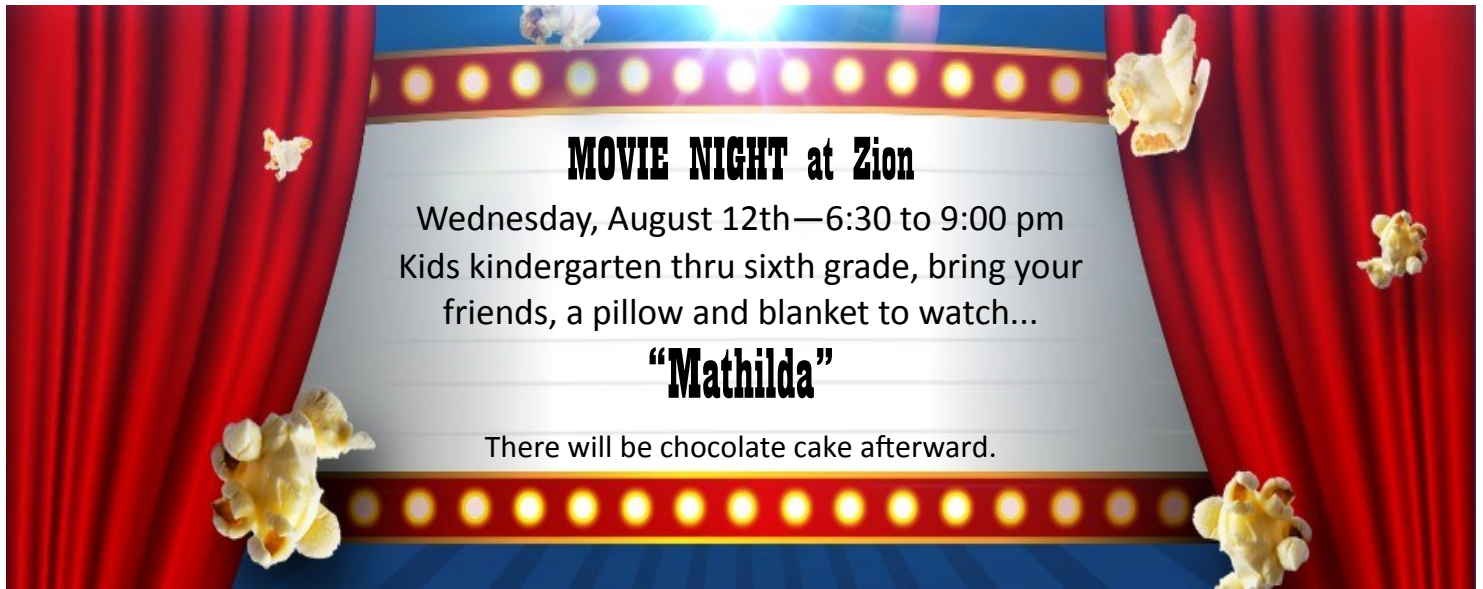 MOVIE NIGHT at Zion
Wednesday, August 12th—6:30 to 9:00 pm
Kids kindergarten thru sixth grade, bring your
friends, a pillow and blanket to watch...
“Mathilda”
There will be chocolate cake afterward.